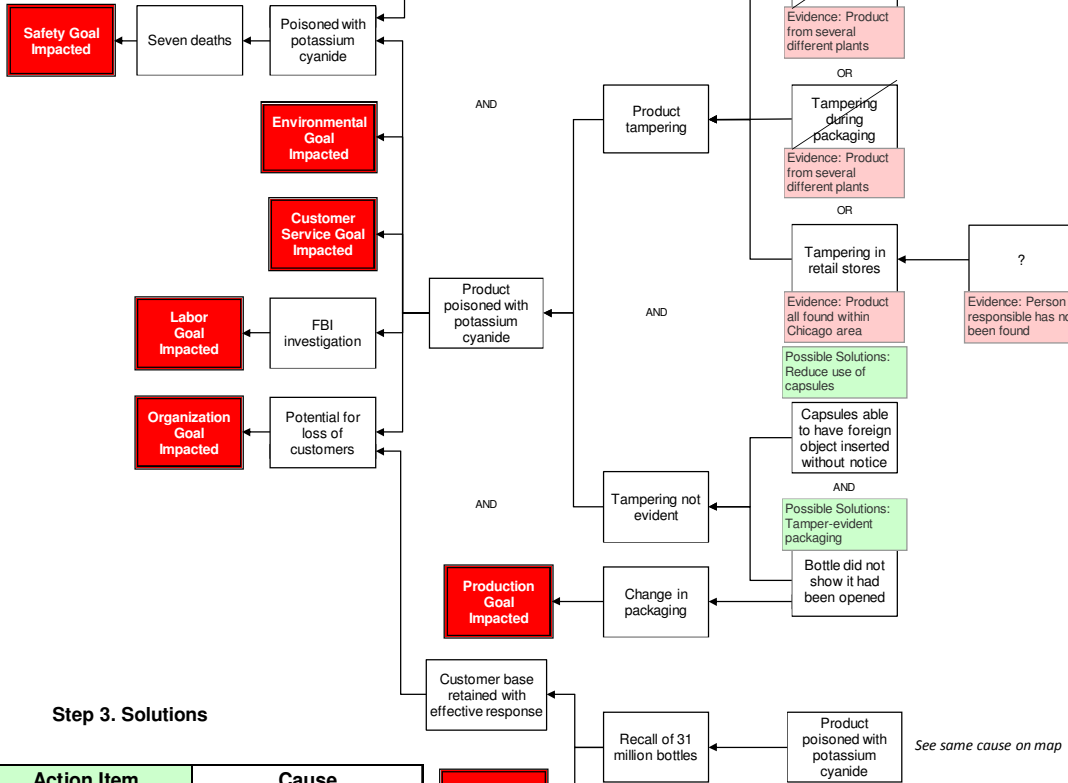 Safety Goal
Impacted
Seven deaths
Poisoned with
potassium
cyanide
Evidence: Product
from several
different plants
OR
AND
Environmental
Goal
Impacted
Product
tampering
Tampering
during
packaging
Evidence: Product
from several
different plants
OR
Customer
Service Goal
Impacted
Tampering in
retail stores
?
Evidence: Product
all found within
Chicago area
Evidence: Person
responsible has
been found
Labor
Goal
Impacted
FBI
investigation
Product
poisoned with
potassium
cyanide
AND
Possible Solutions:
Reduce use of
capsules
Organization
Goal
Impacted
Potential for
loss of
customers
Capsules able
to have foreign
object inserted
without notice
AND
AND
Tampering not
evident
Possible Solutions:
Tamper-evident
packaging
Bottle did not
show it had
been opened
Production
Goal
Impacted
Change in
packaging
Customer base
retained with
effective response
Step 3. Solutions
Recall of 31
million bottles
Product
poisoned with
potassium
cyanide
See same cause on map
Action Item
Cause